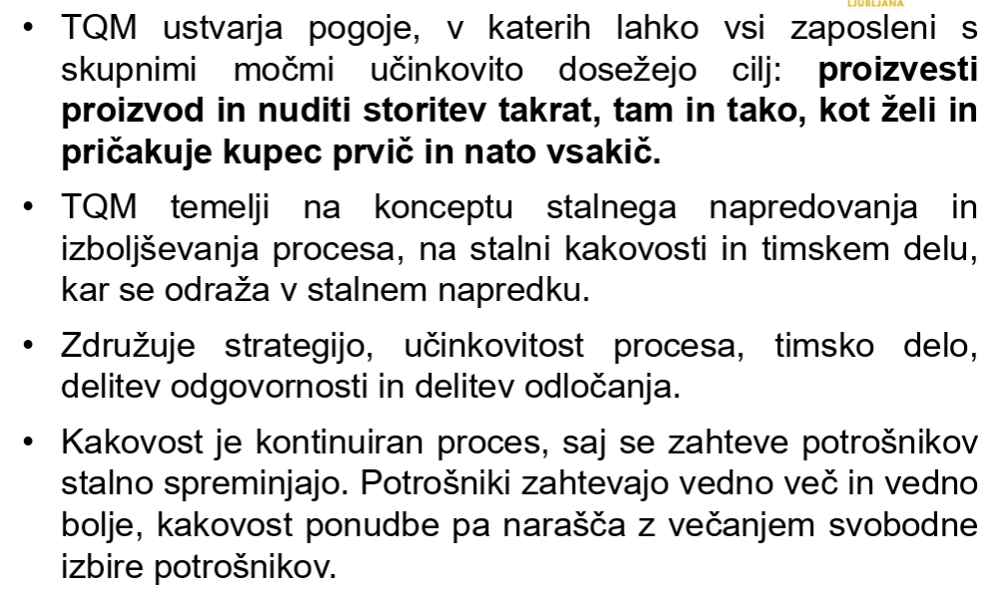 LJUBLJANA
• TQM ustvarja pogoje, v katerih lahko vsi zaposleni s
skupnimi močmi učinkovito dosežejo cilj: proizvesti
proizvod in nuditi storitev takrat, tam in tako, kot želi in
pričakuje kupec prvič in nato vsakič.
• TQM temelji na konceptu stalnega napredovanja in
izboljševanja procesa, na stalni kakovosti in timskem delu,
kar se odraža v stalnem napredku.
• Združuje strategijo, učinkovitost procesa, timsko delo,
delitev odgovornosti in delitev odločanja.
• Kakovost je kontinuiran proces, saj se zahteve potrošnikov
stalno spreminjajo. Potrošniki zahtevajo vedno več in vedno
bolje, kakovost ponudbe pa narašča z večanjem svobodne
izbire potrošnikov.